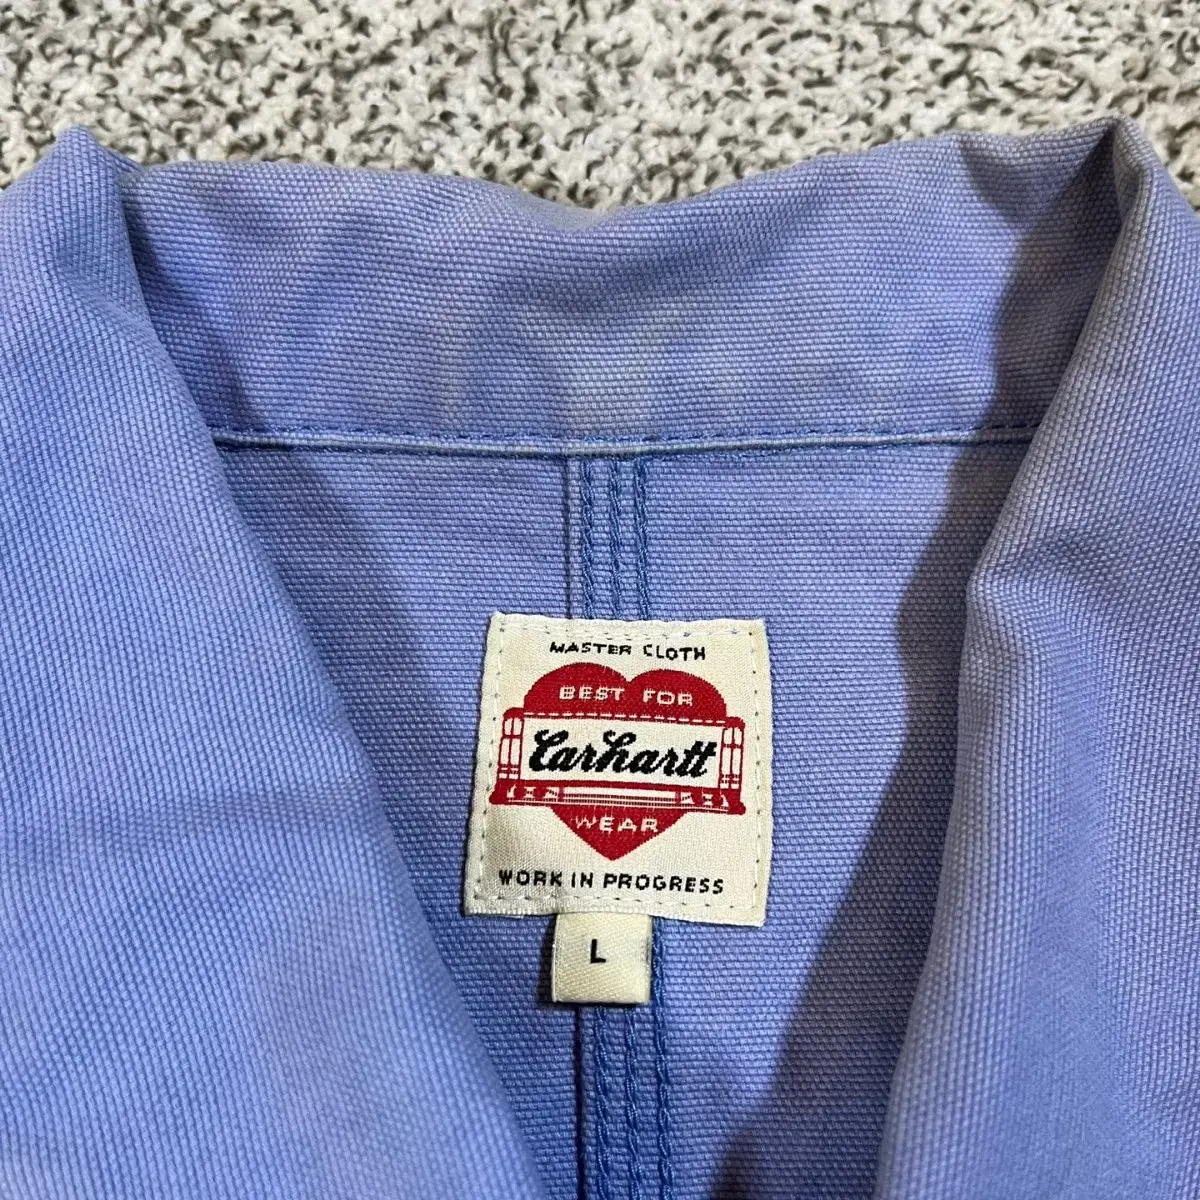 MASTER CLOTH
BEST FOR
Carhartt
WEAR
WORK IN PROGRESS
L